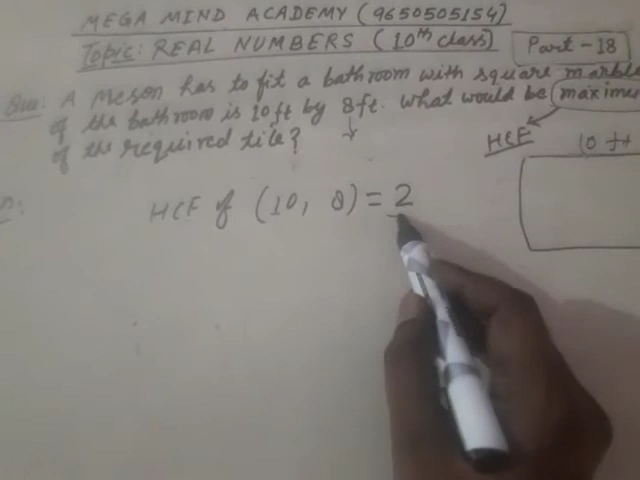 MEGA MIND ACADEMY (9650505154)
Topic: REAL NUMBERS (10th class) Part-18
Que: A Meson has to fit a bathroom with square marble
of the bathroom is 10ft by 8ft. what would be maximu
of the required tile?
HCF 10 ft
HCF of (10, 8) = 2